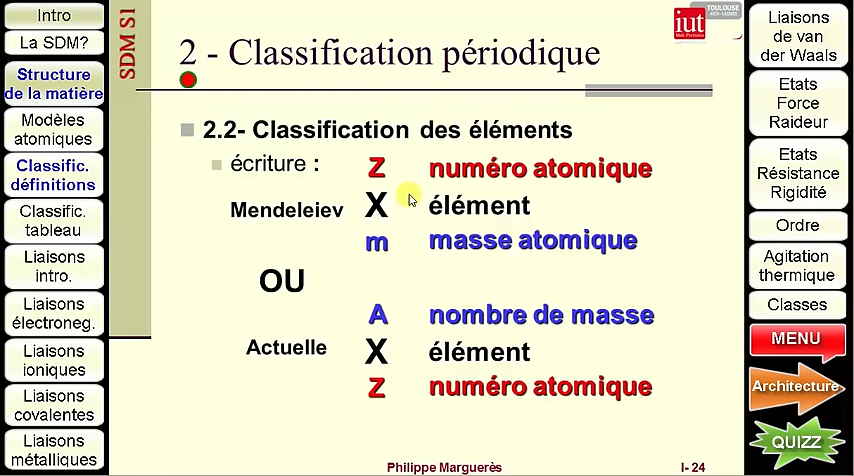 Intro
La SDM?
Structure
de la matière
Modèles
atomiques
Classific.
définitions
Classific.
tableau
Liaisons
intro.
Liaisons
électroneg.
Liaisons
ioniques
Liaisons
covalentes
Liaisons
métalliques
SDM S1
iut
TOULOUSE
2 - Classification périodique
2.2- Classification des éléments
écriture :
Z numéro atomique
Mendeleiev X élément
m masse atomique
OU
A nombre de masse
Actuelle X élément
Z numéro atomique
Philippe Marguerès
I- 24
Liaisons
de van
der Waals
Etats
Force
Raideur
Etats
Résistance
Rigidité
Ordre
Agitation
thermique
Classes
MENU
Architecture
QUIZZ